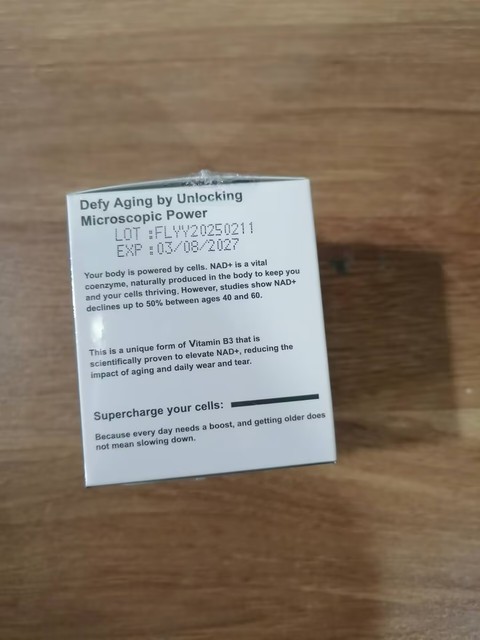 Defy Aging by Unlocking
Microscopic Power
LOT :FLYY20250211
EXP :03/08/2027
Your body is powered by cells. NAD+ is a vital
coenzyme, naturally produced in the body to keep you
and your cells thriving. However, studies show NAD+
declines up to 50% between ages 40 and 60.
This is a unique form of Vitamin B3 that is
scientifically proven to elevate NAD+, reducing the
impact of aging and daily wear and tear.
Supercharge your cells:
Because every day needs a boost, and getting older does
not mean slowing down.